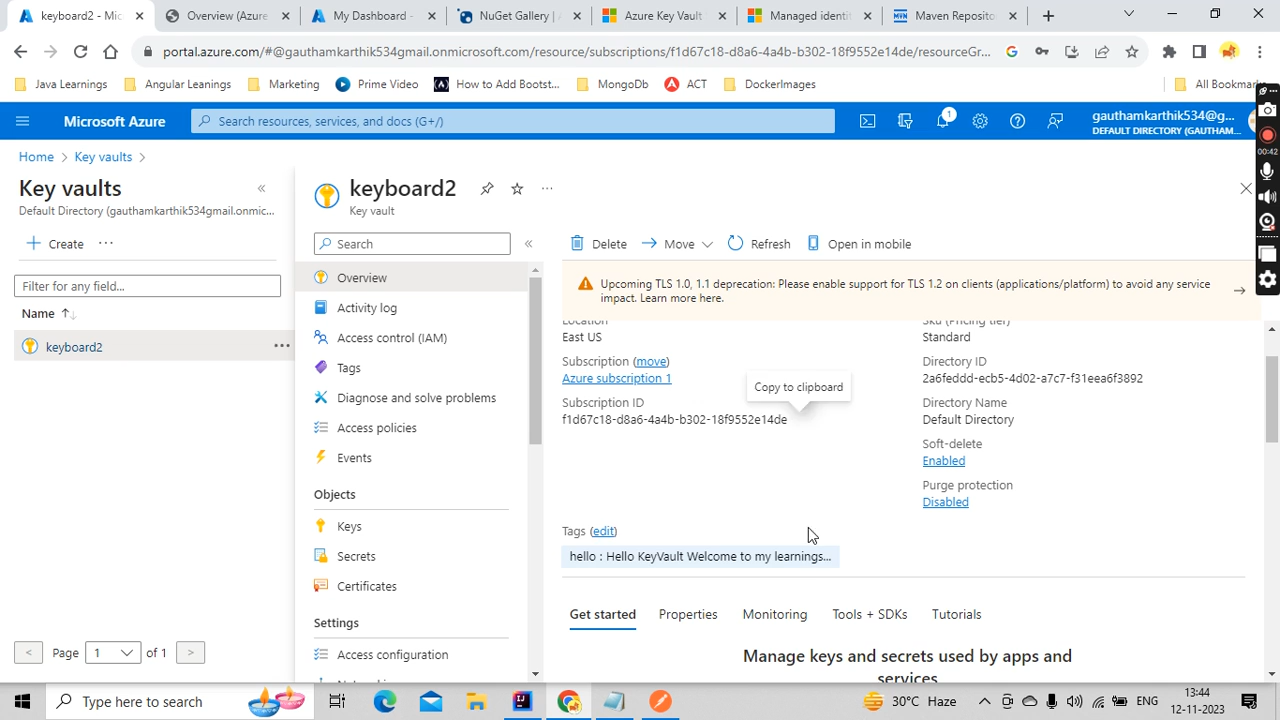 keyboard2 - Mic
Overview (Azure
My Dashboard -
NuGet Gallery | A
Azure Key Vault
Managed identit
Maven Reposito
portal.azure.com/#@gauthamkarthik534gmail.onmicrosoft.com/resource/subscriptions/f1d67c18-d8a6-4a4b-b302-18f9552e14de/resourceGr...
Java Learnings
Angular Leanings
Marketing
Prime Video
How to Add Bootst...
MongoDb
ACT
DockerImages
All Bookmarks
Microsoft Azure
Search resources, services, and docs (G+/)
1
gauthamkarthik534@g...
DEFAULT DIRECTORY (GAUTHAM...
00:42
Home > Key vaults >
Key vaults
Default Directory (gauthamkarthik534gmail.onmic...
Create
Filter for any field...
Name
keyboard2
Page 1 of 1
keyboard2
Key vault
Search
Overview
Activity log
Access control (IAM)
Tags
Diagnose and solve problems
Access policies
Events
Objects
Keys
Secrets
Certificates
Settings
Access configuration
Delete
Move
Refresh
Open in mobile
Upcoming TLS 1.0, 1.1 deprecation: Please enable support for TLS 1.2 on clients (applications/platform) to avoid any service
impact. Learn more here.
Location
East US
Subscription (move)
Azure subscription 1
Subscription ID
f1d67c18-d8a6-4a4b-b302-18f9552e14de
Copy to clipboard
Sku (Pricing tier)
Standard
Directory ID
2a6feddd-ecb5-4d02-a7c7-f31eea6f3892
Directory Name
Default Directory
Soft-delete
Enabled
Purge protection
Disabled
Tags (edit)
hello : Hello KeyVault Welcome to my learnings...
Get started
Properties
Monitoring
Tools + SDKs
Tutorials
Manage keys and secrets used by apps and
services
Type here to search
30°C Haze
ENG
13:44
12-11-2023